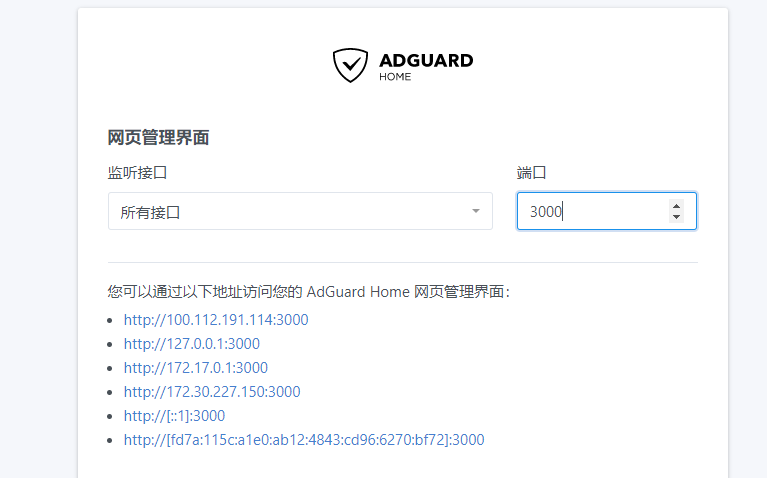 ADGUARD
HOME
网页管理界面
监听接口
端口
所有接口
3000
您可以通过以下地址访问您的 AdGuard Home 网页管理界面：
http://100.112.191.114:3000
http://127.0.0.1:3000
http://172.17.0.1:3000
http://172.30.227.150:3000
http://[::1]:3000
http://[fd7a:115c:a1e0:ab12:4843:cd96:6270:bf72]:3000